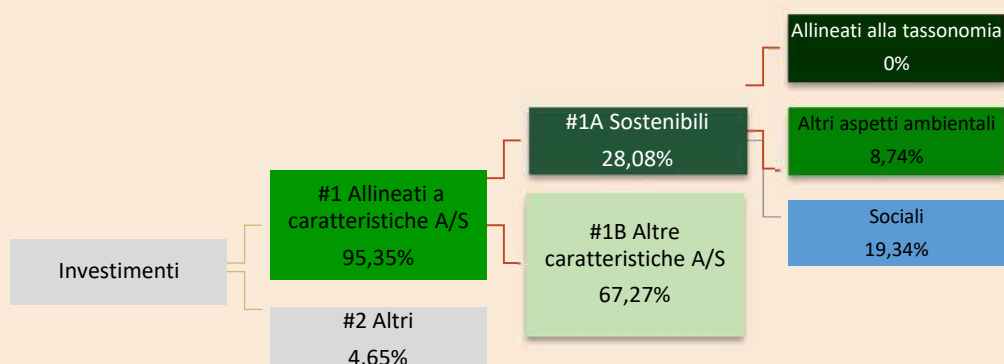 Investimenti
#1 Allineati a
caratteristiche A/S
95,35%
#2 Altri
4,65%
#1A Sostenibili
28,08%
#1B Altre
caratteristiche A/S
67,27%
Allineati alla tassonomia
0%
Altri aspetti ambientali
8,74%
Sociali
19,34%